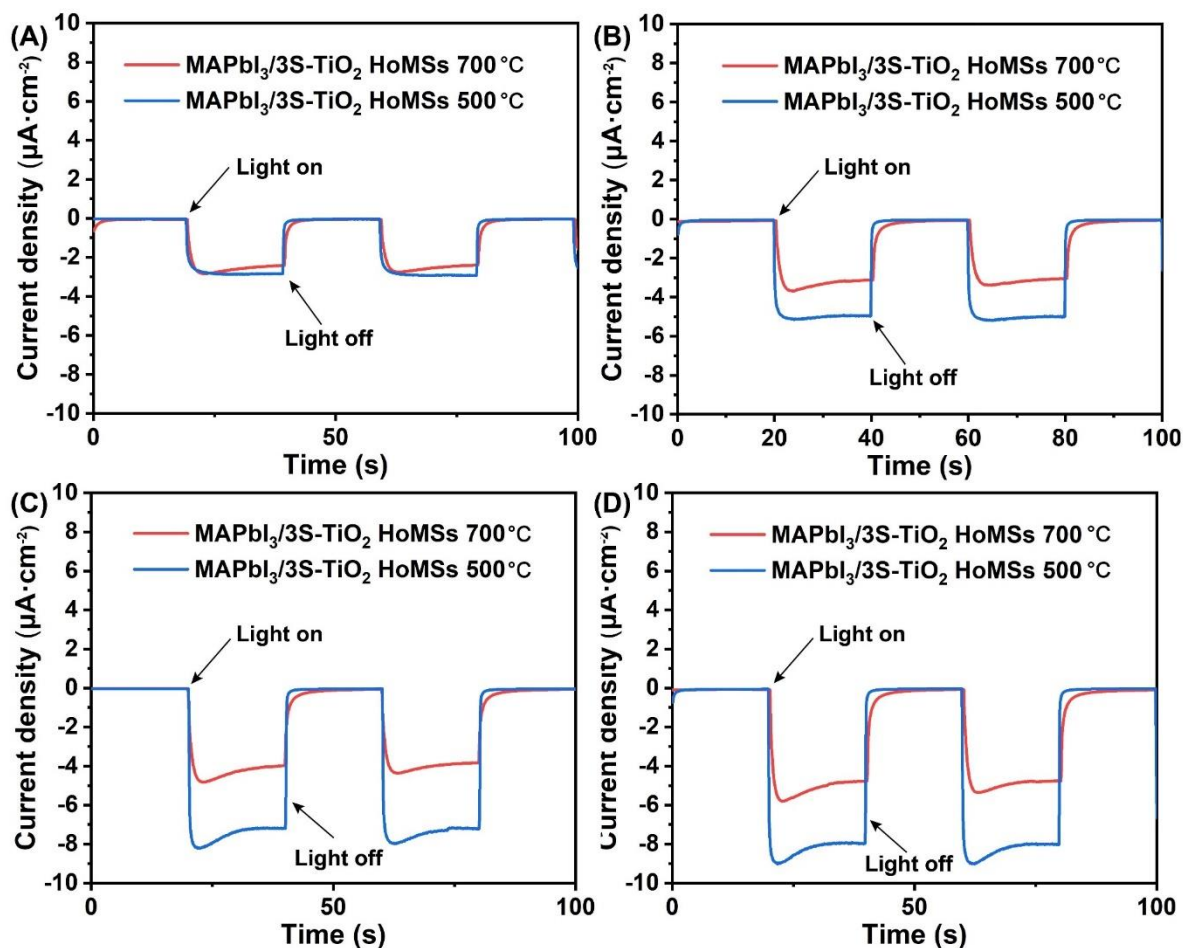 (A)
MAPbI₃/3S-TiO₂ HoMSs 700 °C
MAPbI₃/3S-TiO₂ HoMSs 500 °C
Light on
Light off
Current density (μA·cm⁻²)
10
8
6
4
2
0
-2
-4
-6
-8
-10
0
50
100
Time (s)
(B)
MAPbI₃/3S-TiO₂ HoMSs 700 °C
MAPbI₃/3S-TiO₂ HoMSs 500 °C
Light on
Light off
Current density (μA·cm⁻²)
10
8
6
4
2
0
-2
-4
-6
-8
-10
0
20
40
60
80
100
Time (s)
(C)
MAPbI₃/3S-TiO₂ HoMSs 700 °C
MAPbI₃/3S-TiO₂ HoMSs 500 °C
Light on
Light off
Current density (μA·cm⁻²)
10
8
6
4
2
0
-2
-4
-6
-8
-10
0
50
100
Time (s)
(D)
MAPbI₃/3S-TiO₂ HoMSs 700 °C
MAPbI₃/3S-TiO₂ HoMSs 500 °C
Light on
Light off
Current density (μA·cm⁻²)
10
8
6
4
2
0
-2
-4
-6
-8
-10
0
50
100
Time (s)